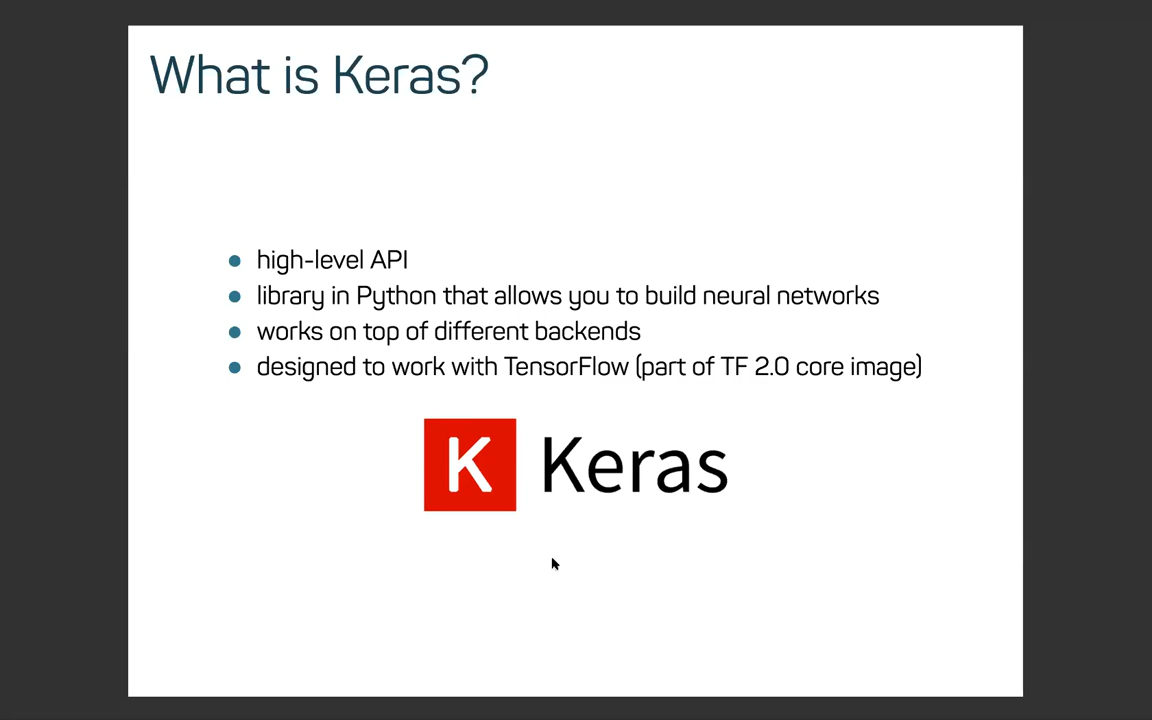 What is Keras?
high-level API
library in Python that allows you to build neural networks
works on top of different backends
designed to work with TensorFlow (part of TF 2.0 core image)
K Keras